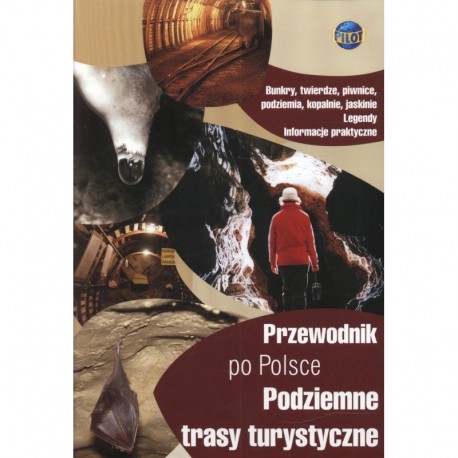 PILOT
Bunkry, twierdze, piwnice,
podziemia, kopalnie, jaskinie
Legendy
Informacje praktyczne
Przewodnik
po Polsce
Podziemne
trasy turystyczne